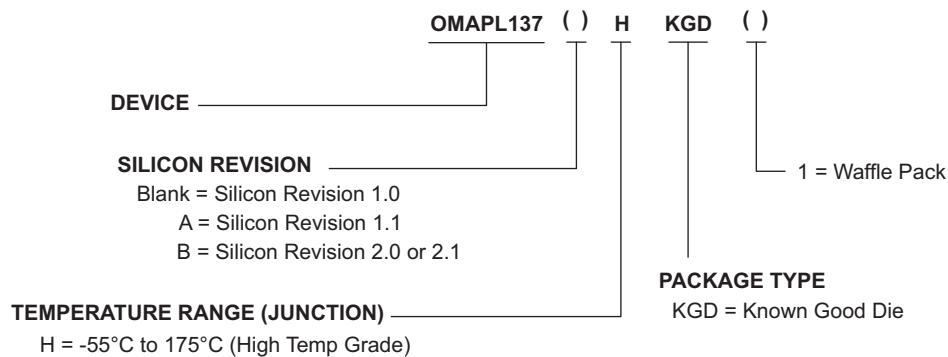 OMAPL137 ( ) H KGD ( )
DEVICE
SILICON REVISION
Blank = Silicon Revision 1.0
A = Silicon Revision 1.1
B = Silicon Revision 2.0 or 2.1
1 = Waffle Pack
PACKAGE TYPE
KGD = Known Good Die
TEMPERATURE RANGE (JUNCTION)
H = -55°C to 175°C (High Temp Grade)